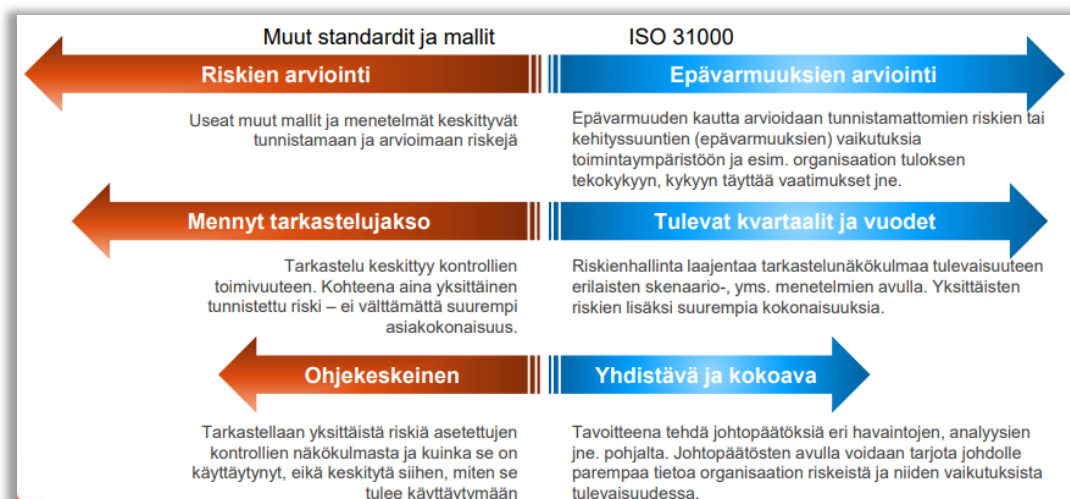 Muut standardit ja mallit
ISO 31000
Riskien arviointi
Epävarmuuksien arviointi
Useat muut mallit ja menetelmät keskittyvät
tunnistamaan ja arvioimaan riskejä
Epävarmuuden kautta arvioidaan tunnistamattomien riskien tai
kehityssuuntien (epävarmuuksien) vaikutuksia
toimintaympäristöön ja esim. organisaation tuloksen
tekokykyyn, kykyyn täyttää vaatimukset jne.
Mennyt tarkastelujakso
Tulevat kvartaalit ja vuodet
Tarkastelu keskittyy kontrollien
toimivuuteen. Kohteena aina yksittäinen
tunnistettu riski – ei välttämättä suurempi
asiakokonaisuus.
Riskienhallinta laajentaa tarkastelunäkökulmaa tulevaisuuteen
erilaisten skenaario-, yms. menetelmien avulla. Yksittäisten
riskien lisäksi suurempia kokonaisuuksia.
Ohjekeskeinen
Yhdistävä ja kokoava
Tarkastellaan yksittäistä riskiä asetettujen
kontrollien näkökulmasta ja kuinka se on
käyttäytynyt, eikä keskitytä siihen, miten se
tulee käyttäytymään
Tavoitteena tehdä johtopäätöksiä eri havaintojen, analyysien
jne. pohjalta. Johtopäätösten avulla voidaan tarjota johdolle
parempaa tietoa organisaation riskeistä ja niiden vaikutuksista
tulevaisuudessa.